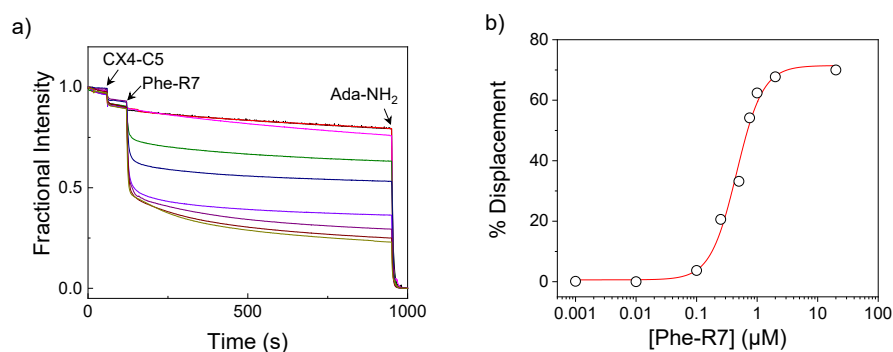 a)
CX4-C5
Phe-R7
Ada-NH₂
1.0
0.5
0.0
Fractional Intensity
0
500
1000
Time (s)
b)
80
60
40
20
0
% Displacement
0.001
0.01
0.1
1
10
100
[Phe-R7] (µM)